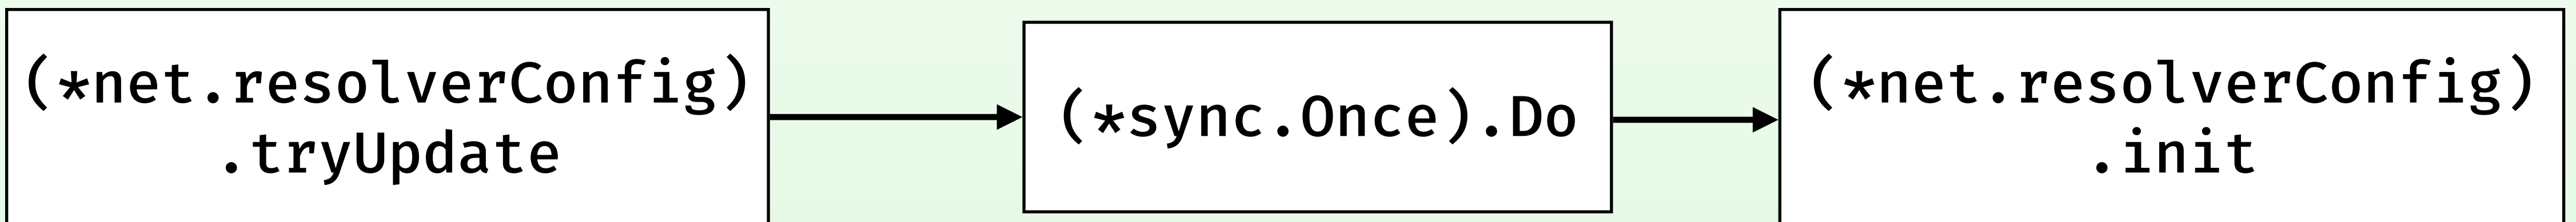 (*net.resolverConfig)
.tryUpdate
(*sync.Once).Do
(*net.resolverConfig)
.init